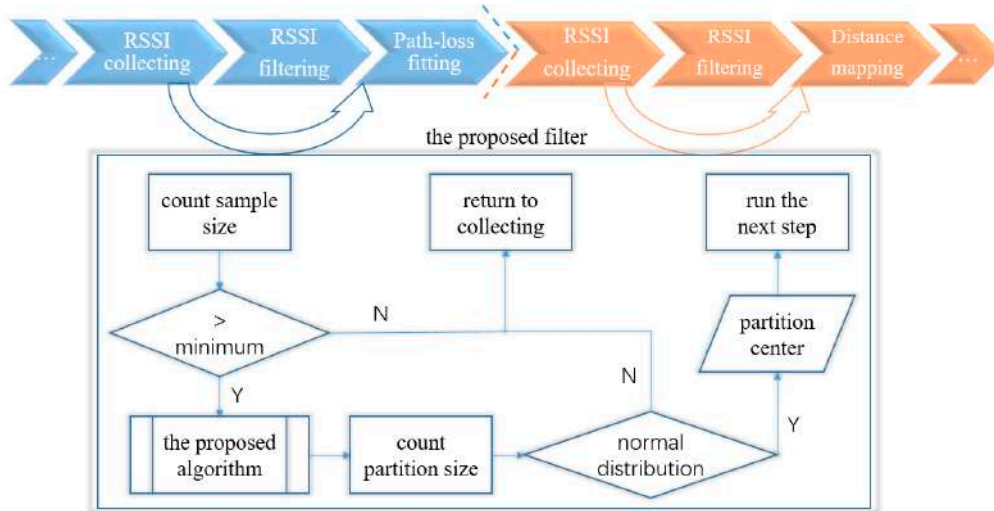 ...
RSSI
collecting
RSSI
filtering
Path-loss
fitting
RSSI
collecting
RSSI
filtering
Distance
mapping
...
the proposed filter
count sample
size
return to
collecting
run the
next step
>
minimum
N
partition
center
Y
N
the proposed
algorithm
count
partition size
normal
distribution
Y